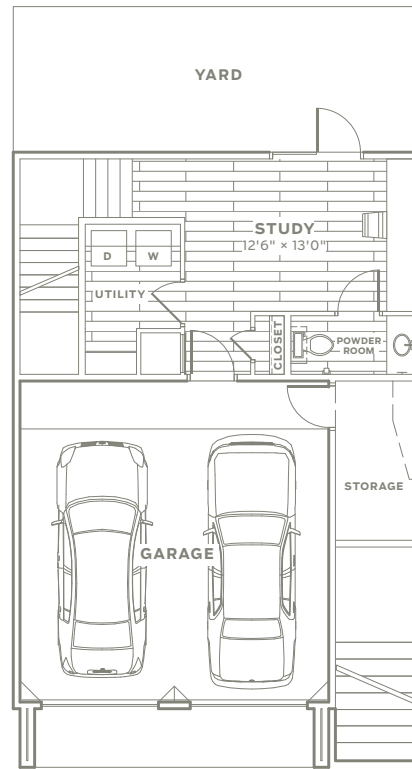 YARD
STUDY
12'6" × 13'0"
D
W
UTILITY
CLOSET
POWDER
ROOM
STORAGE
GARAGE